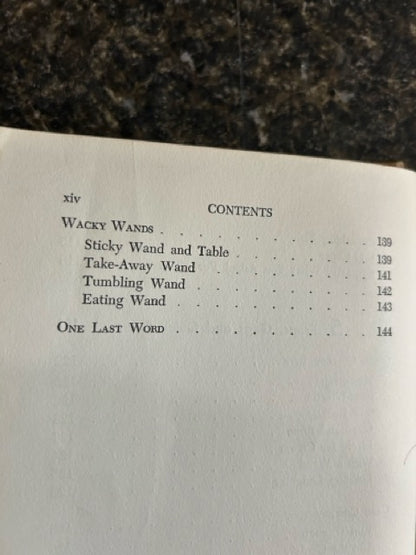 xiv
CONTENTS
WACKY WANDS . . . . . . . . . . . 139
Sticky Wand and Table . . . . . . . . 139
Take-Away Wand . . . . . . . . . 141
Tumbling Wand . . . . . . . . . . 142
Eating Wand . . . . . . . . . . . 143
ONE LAST WORD . . . . . . . . . . . 144